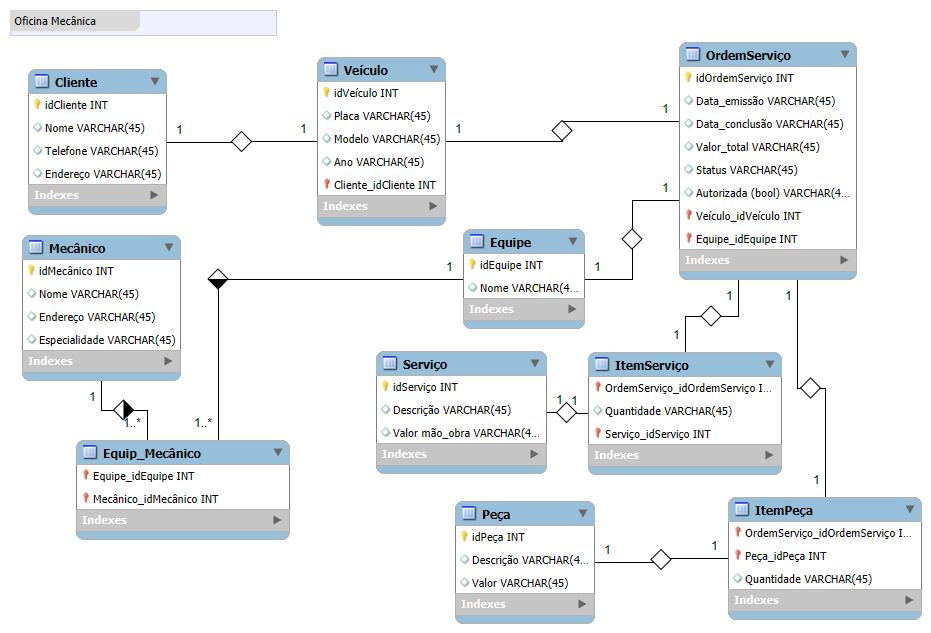 Oficina Mecânica
Cliente
idCliente INT
Nome VARCHAR(45)
Telefone VARCHAR(45)
Endereço VARCHAR(45)
Indexes
1
1
Veículo
idVeículo INT
Placa VARCHAR(45)
Modelo VARCHAR(45)
Ano VARCHAR(45)
Cliente_idCliente INT
Indexes
1
1
OrdemServiço
idOrdemServiço INT
Data_emissão VARCHAR(45)
Data_conclusão VARCHAR(45)
Valor_total VARCHAR(45)
Status VARCHAR(45)
Autorizada (bool) VARCHAR(4...
Veículo_idVeículo INT
Equipe_idEquipe INT
Indexes
1
1
1
Mecânico
idMecânico INT
Nome VARCHAR(45)
Endereço VARCHAR(45)
Especialidade VARCHAR(45)
Indexes
1
1..*
1
1..*
Equipe
idEquipe INT
Nome VARCHAR(4...
Indexes
1
Serviço
idServiço INT
Descrição VARCHAR(45)
Valor mão_obra VARCHAR(4...
Indexes
1
1
1
ItemServiço
OrdemServiço_idOrdemServiço I...
Quantidade VARCHAR(45)
Serviço_idServiço INT
Indexes
Equip_Mecânico
Equipe_idEquipe INT
Mecânico_idMecânico INT
Indexes
Peça
idPeça INT
Descrição VARCHAR(4...
Valor VARCHAR(45)
Indexes
1
1
1
ItemPeça
OrdemServiço_idOrdemServiço I...
Peça_idPeça INT
Quantidade VARCHAR(45)
Indexes